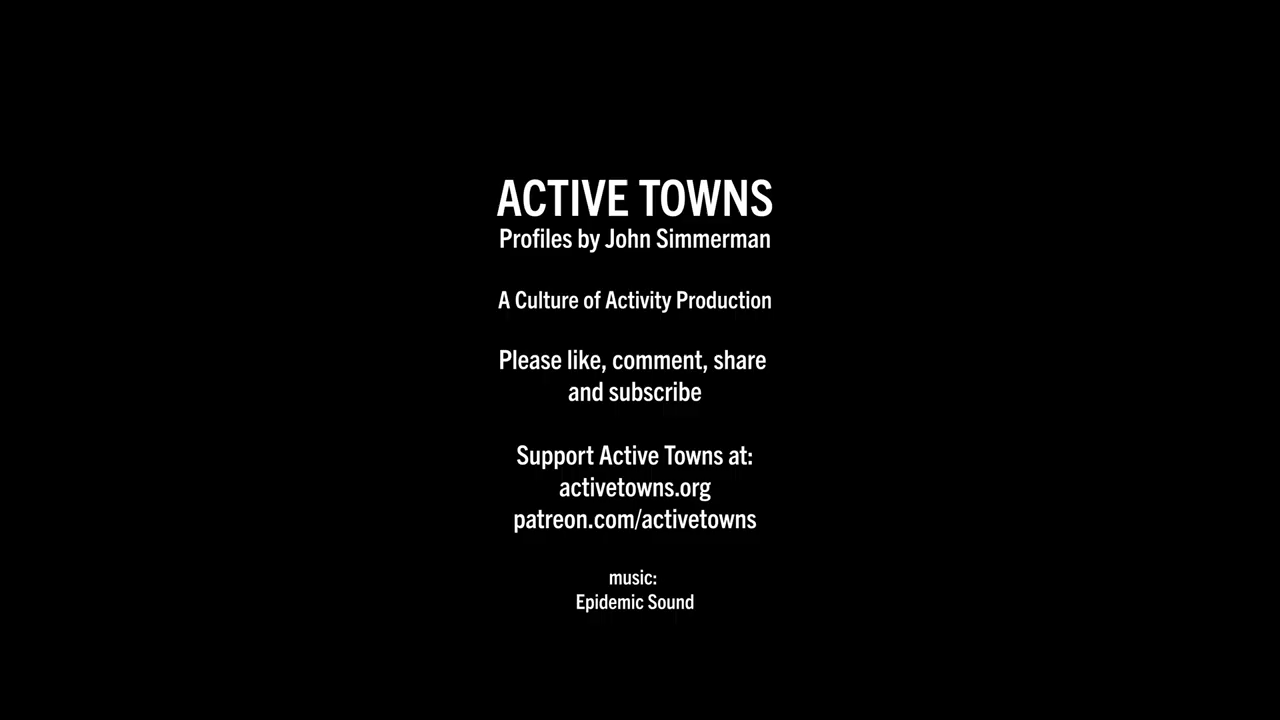 ACTIVE TOWNS
Profiles by John Simmerman
A Culture of Activity Production
Please like, comment, share
and subscribe
Support Active Towns at:
activetowns.org
patreon.com/activetowns
music:
Epidemic Sound